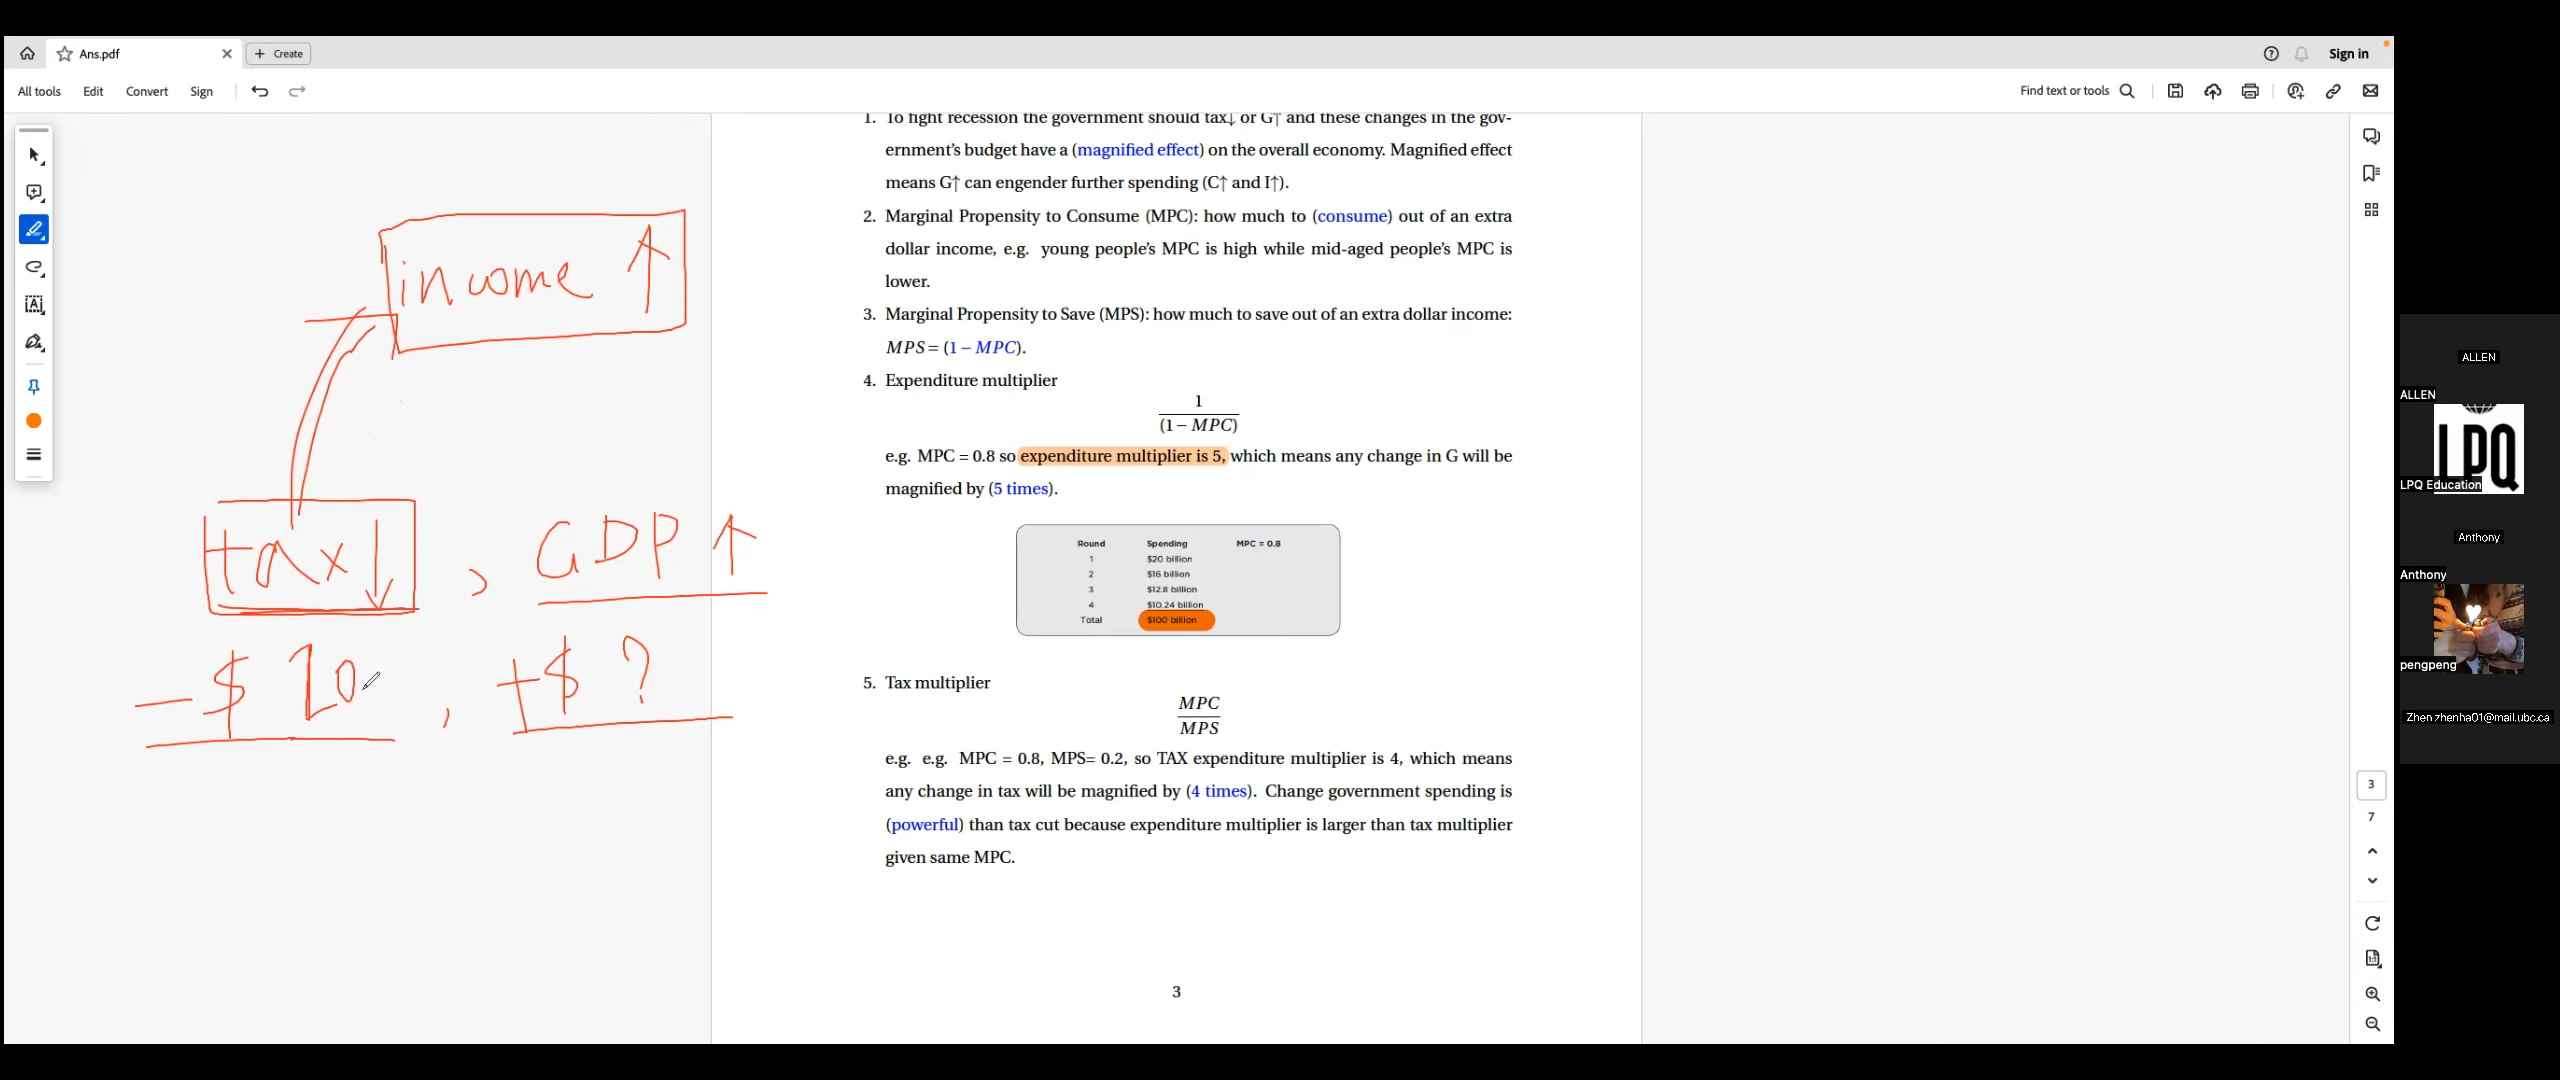 Ans.pdf
Create
Sign in
All tools Edit Convert Sign
Find text or tools
1. To fight recession the government should tax↓ or G↑ and these changes in the gov-
ernment's budget have a (magnified effect) on the overall economy. Magnified effect
means G↑ can engender further spending (C↑ and I↑).
2. Marginal Propensity to Consume (MPC): how much to (consume) out of an extra
dollar income, e.g. young people's MPC is high while mid-aged people's MPC is
lower.
3. Marginal Propensity to Save (MPS): how much to save out of an extra dollar income:
MPS = (1 − MPC).
4. Expenditure multiplier
1
(1 − MPC)
e.g. MPC = 0.8 so expenditure multiplier is 5, which means any change in G will be
magnified by (5 times).
Round Spending MPC = 0.8
1 $20 billion
2 $16 billion
3 $12.8 billion
4 $10.24 billion
Total $100 billion
5. Tax multiplier
MPC
MPS
e.g. e.g. MPC = 0.8, MPS= 0.2, so TAX expenditure multiplier is 4, which means
any change in tax will be magnified by (4 times). Change government spending is
(powerful) than tax cut because expenditure multiplier is larger than tax multiplier
given same MPC.
3
income ↑
tax ↓ , GDP ↑
−$ 20 , +$ ?
3
7
ALLEN
ALLEN
LPQ
LPQ Education
Anthony
Anthony
pengpeng
Zhen zhenha01@mail.ubc.ca